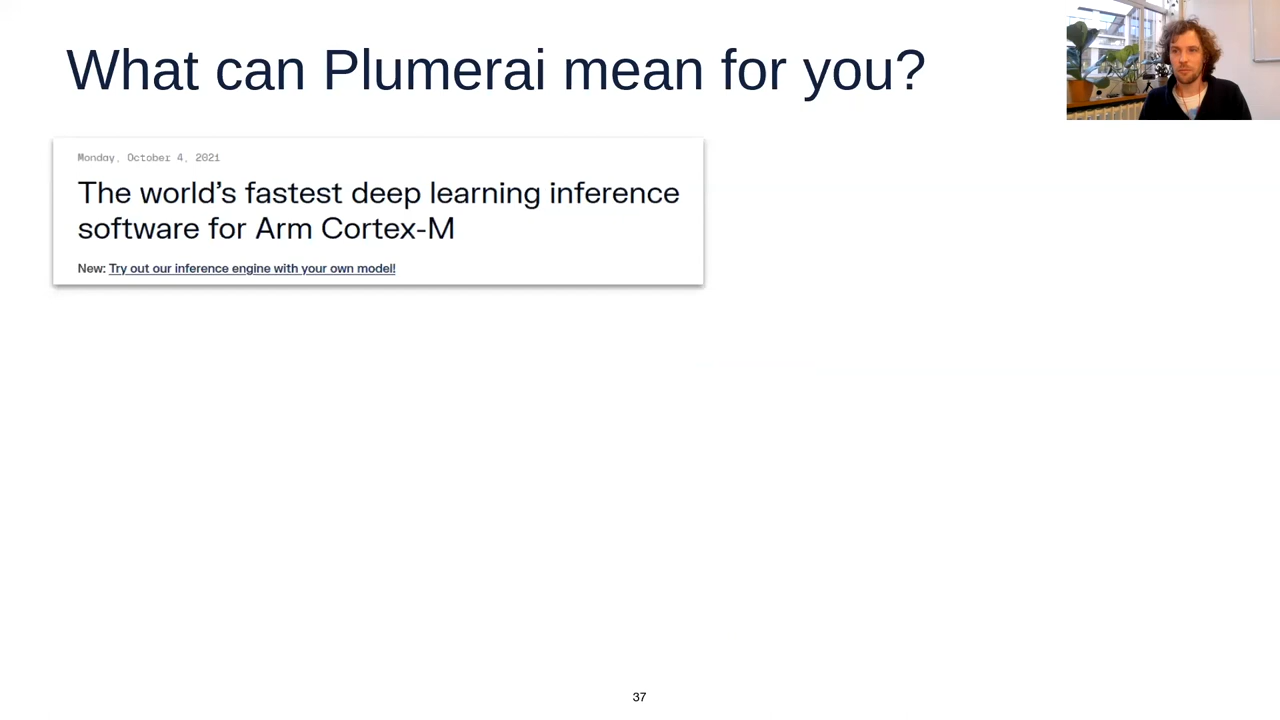 What can Plumerai mean for you?
Monday, October 4, 2021
The world’s fastest deep learning inference
software for Arm Cortex-M
New: Try out our inference engine with your own model!
37